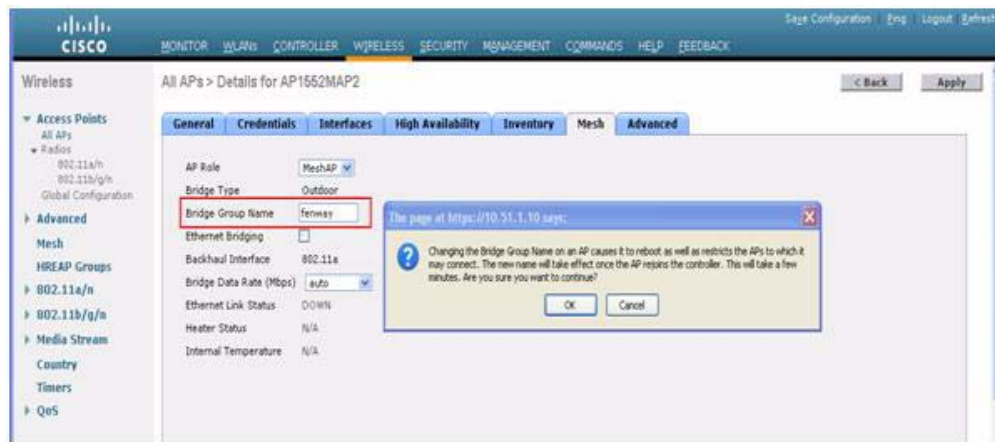 Save Configuration Ping Logout Refresh
CISCO
MONITOR WLANs CONTROLLER WIRELESS SECURITY MANAGEMENT COMMANDS HELP FEEDBACK
Wireless
All APs > Details for AP1552MAP2
< Back
Apply
Access Points
All APs
Radios
802.11a/n
802.11b/g/n
Global Configuration
Advanced
Mesh
HREAP Groups
802.11a/n
802.11b/g/n
Media Stream
Country
Timers
QoS
General Credentials Interfaces High Availability Inventory Mesh Advanced
AP Role MeshAP
Bridge Type Outdoor
Bridge Group Name fenway
Ethernet Bridging
Backhaul Interface 802.11a
Bridge Data Rate (Mbps) auto
Ethernet Link Status DOWN
Heater Status N/A
Internal Temperature N/A
The page at https://10.51.1.10 says:
Changing the Bridge Group Name on an AP causes it to reboot as well as restricts the APs to which it
may connect. The new name will take effect once the AP rejoins the controller. This will take a few
minutes. Are you sure you want to continue?
OK Cancel